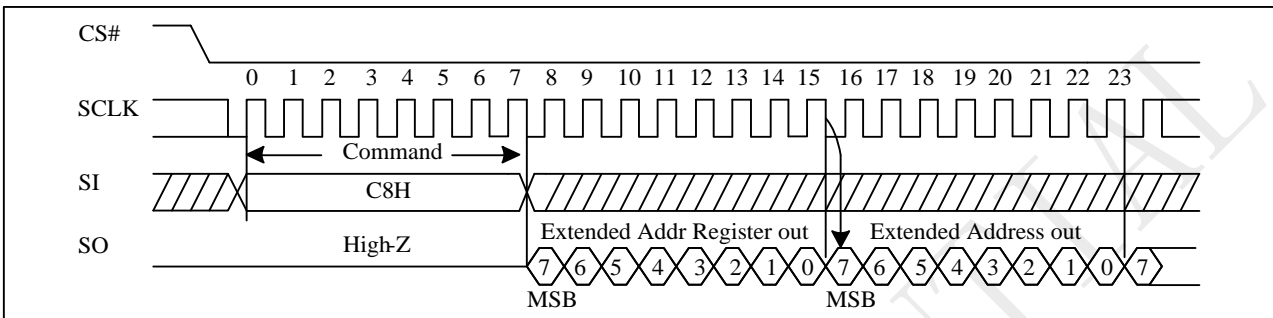 CS#
0 1 2 3 4 5 6 7 8 9 10 11 12 13 14 15 16 17 18 19 20 21 22 23
SCLK
Command
SI
C8H
SO
High-Z
Extended Addr Register out
Extended Address out
7 6 5 4 3 2 1 0 7 6 5 4 3 2 1 0 7
MSB
MSB